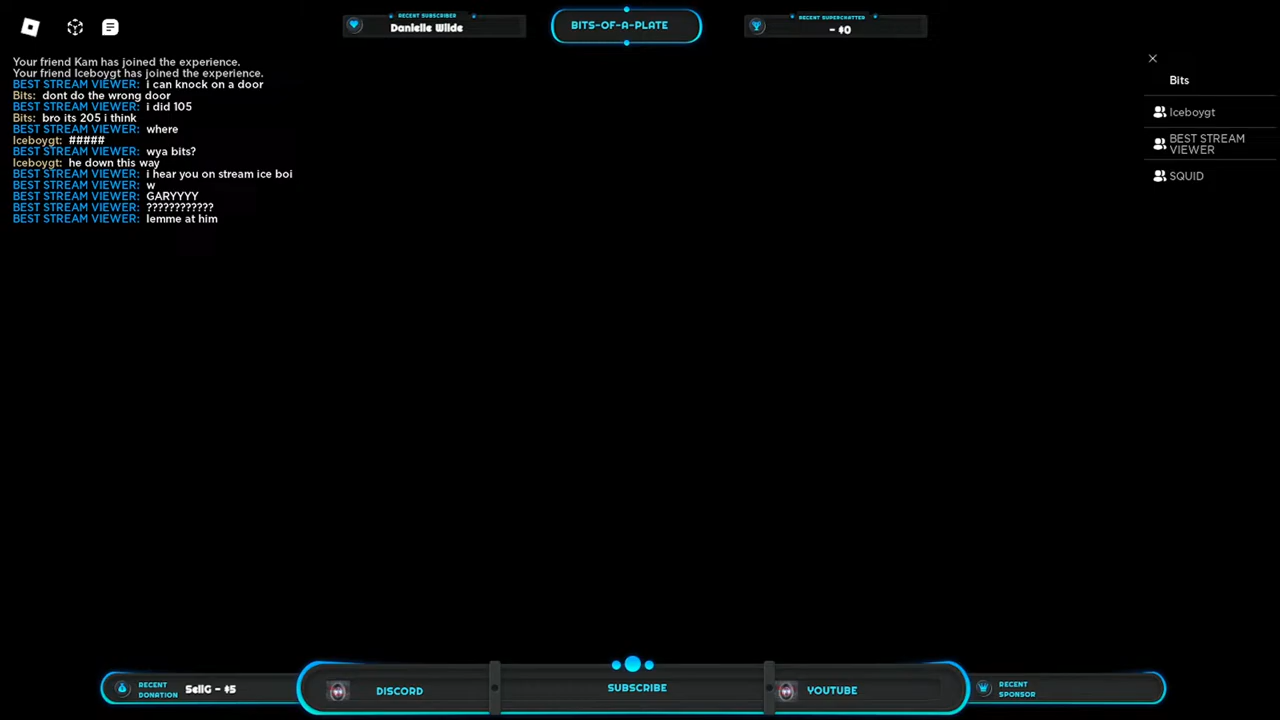 RECENT SUBSCRIBER
Danielle Wilde
BITS-OF-A-PLATE
RECENT SUPERCHATTER
- $0
Your friend Kam has joined the experience.
Your friend Iceboygt has joined the experience.
BEST STREAM VIEWER: i can knock on a door
Bits: dont do the wrong door
BEST STREAM VIEWER: i did 105
Bits: bro its 205 i think
BEST STREAM VIEWER: where
Iceboygt: #####
BEST STREAM VIEWER: wya bits?
Iceboygt: he down this way
BEST STREAM VIEWER: i hear you on stream ice boi
BEST STREAM VIEWER: w
BEST STREAM VIEWER: GARYYYY
BEST STREAM VIEWER: ????????????
BEST STREAM VIEWER: lemme at him
Bits
Iceboygt
BEST STREAM
VIEWER
SQUID
RECENT
DONATION
SellG - $5
DISCORD
SUBSCRIBE
YOUTUBE
RECENT
SPONSOR